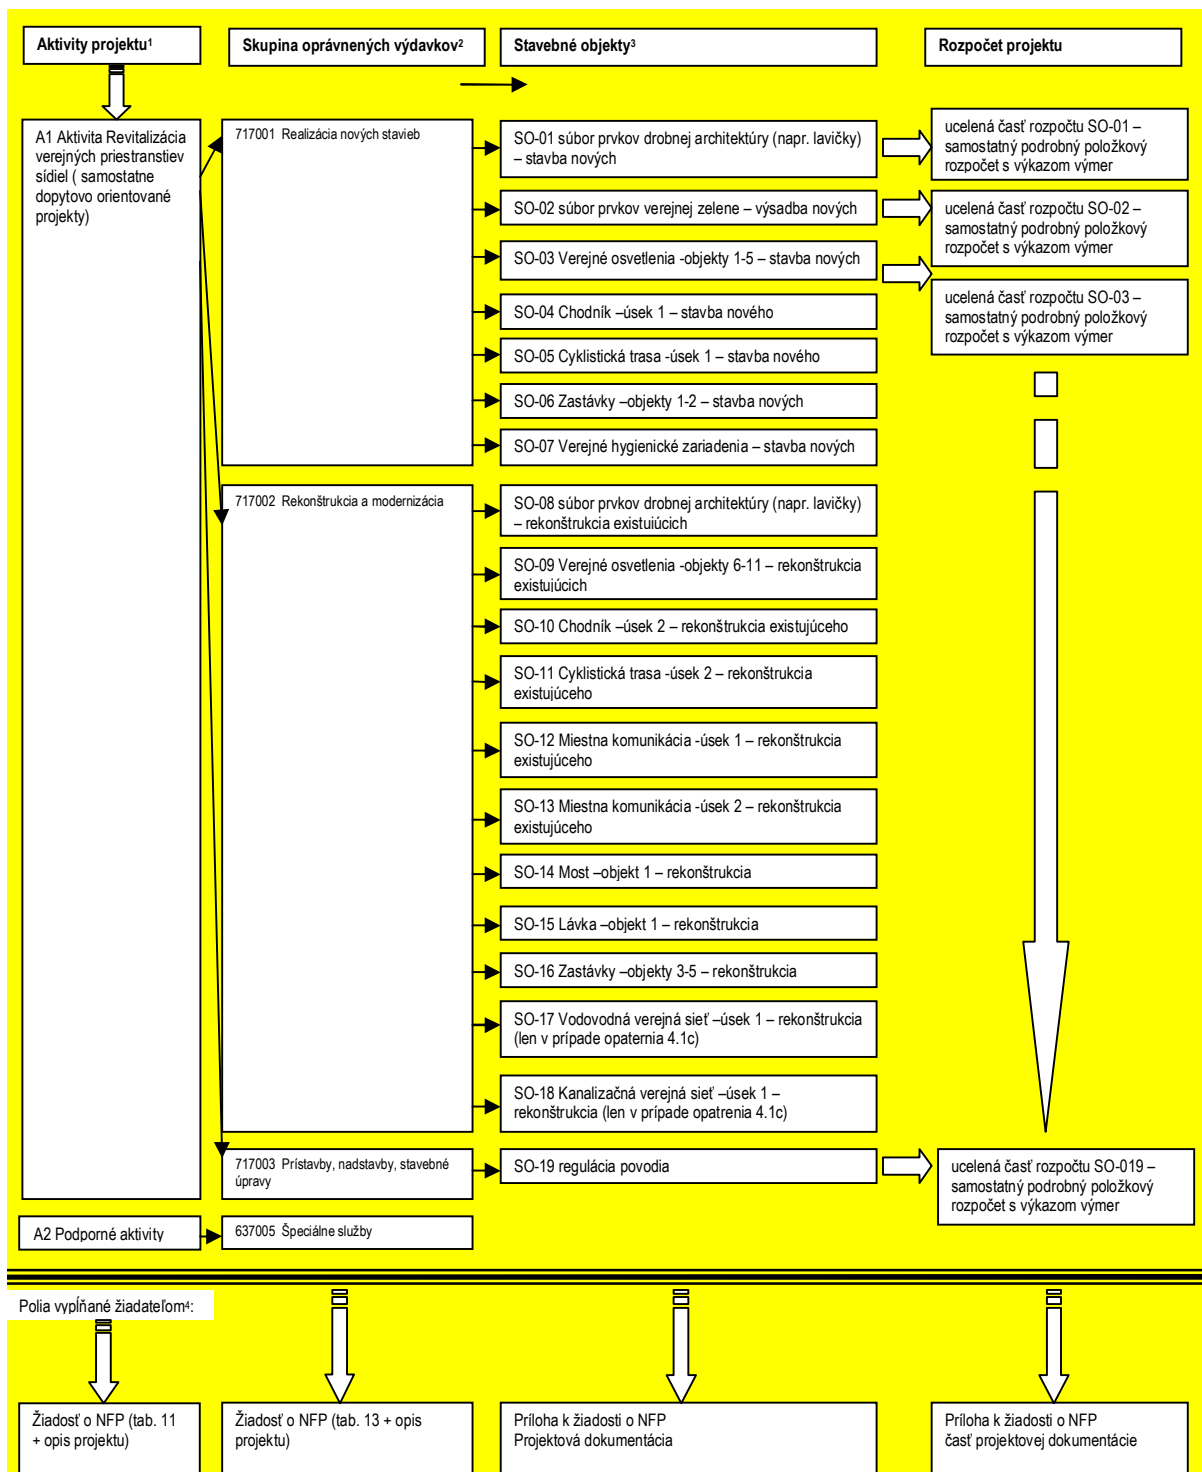 Aktivity projektu¹
Skupina oprávnených výdavkov²
Stavebné objekty³
Rozpočet projektu
A1 Aktivita Revitalizácia
verejných priestranstiev
sídiel ( samostatne
dopytovo orientované
projekty)
717001  Realizácia nových stavieb
SO-01 súbor prvkov drobnej architektúry (napr. lavičky)
– stavba nových
ucelená časť rozpočtu SO-01 –
samostatný podrobný položkový
rozpočet s výkazom výmer
SO-02 súbor prvkov verejnej zelene – výsadba nových
ucelená časť rozpočtu SO-02 –
samostatný podrobný položkový
rozpočet s výkazom výmer
SO-03 Verejné osvetlenia -objekty 1-5 – stavba nových
ucelená časť rozpočtu SO-03 –
samostatný podrobný položkový
rozpočet s výkazom výmer
SO-04 Chodník –úsek 1 – stavba nového
SO-05 Cyklistická trasa -úsek 1 – stavba nového
SO-06 Zastávky –objekty 1-2 – stavba nových
SO-07 Verejné hygienické zariadenia – stavba nových
717002  Rekonštrukcia a modernizácia
SO-08 súbor prvkov drobnej architektúry (napr. lavičky)
– rekonštrukcia existujúcich
SO-09 Verejné osvetlenia -objekty 6-11 – rekonštrukcia
existujúcich
SO-10 Chodník –úsek 2 – rekonštrukcia existujúceho
SO-11 Cyklistická trasa -úsek 2 – rekonštrukcia
existujúceho
SO-12 Miestna komunikácia -úsek 1 – rekonštrukcia
existujúceho
SO-13 Miestna komunikácia -úsek 2 – rekonštrukcia
existujúceho
SO-14 Most –objekt 1 – rekonštrukcia
SO-15 Lávka –objekt 1 – rekonštrukcia
SO-16 Zastávky –objekty 3-5 – rekonštrukcia
SO-17 Vodovodná verejná sieť –úsek 1 – rekonštrukcia
(len v prípade opaternia 4.1c)
SO-18 Kanalizačná verejná sieť –úsek 1 –
rekonštrukcia (len v prípade opatrenia 4.1c)
717003  Prístavby, nadstavby, stavebné
úpravy
SO-19 regulácia povodia
ucelená časť rozpočtu SO-019 –
samostatný podrobný položkový
rozpočet s výkazom výmer
A2 Podporné aktivity
637005  Špeciálne služby
Polia vypĺňané žiadateľom⁴:
Žiadosť o NFP (tab. 11
+ opis projektu)
Žiadosť o NFP (tab. 13 + opis
projektu)
Príloha k žiadosti o NFP
Projektová dokumentácia
Príloha k žiadosti o NFP
časť projektovej dokumentácie